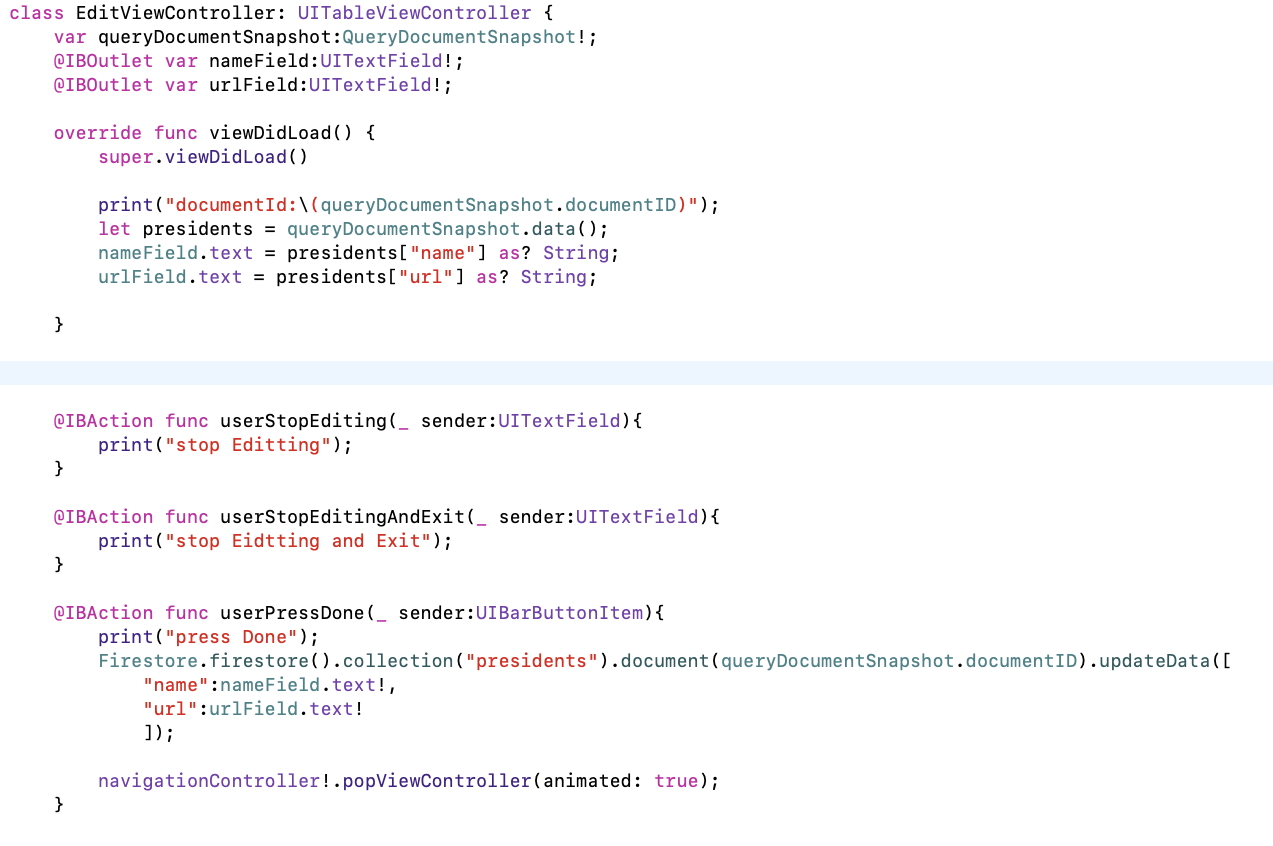 class EditViewController: UITableViewController {
    var queryDocumentSnapshot:QueryDocumentSnapshot!;
    @IBOutlet var nameField:UITextField!;
    @IBOutlet var urlField:UITextField!;

    override func viewDidLoad() {
        super.viewDidLoad()

        print("documentId:\(queryDocumentSnapshot.documentID)");
        let presidents = queryDocumentSnapshot.data();
        nameField.text = presidents["name"] as? String;
        urlField.text = presidents["url"] as? String;

    }


    @IBAction func userStopEditing(_ sender:UITextField){
        print("stop Editting");
    }

    @IBAction func userStopEditingAndExit(_ sender:UITextField){
        print("stop Eidtting and Exit");
    }

    @IBAction func userPressDone(_ sender:UIBarButtonItem){
        print("press Done");
        Firestore.firestore().collection("presidents").document(queryDocumentSnapshot.documentID).updateData([
            "name":nameField.text!,
            "url":urlField.text!
            ]);

        navigationController!.popViewController(animated: true);
    }